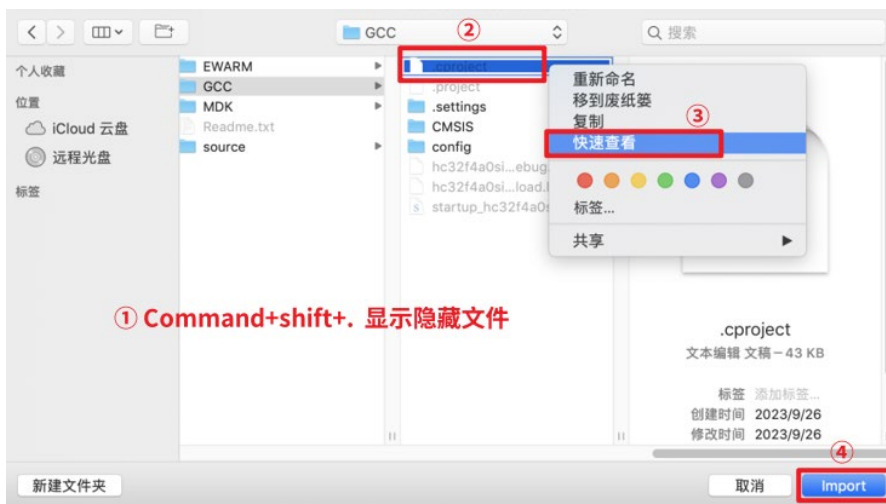 GCC
②
搜索
个人收藏
位置
iCloud 云盘
远程光盘
标签
EWARM
GCC
MDK
Readme.txt
source
.cproject
.project
.settings
CMSIS
config
hc32f4a0si...ebug.
hc32f4a0si...load.l
startup_hc32f4a0s
重新命名
移到废纸篓
复制
③
快速查看
标签...
共享
① Command+shift+. 显示隐藏文件
.cproject
文本编辑 文稿 – 43 KB
标签 添加标签...
创建时间 2023/9/26
修改时间 2023/9/26
④
新建文件夹
取消
Import